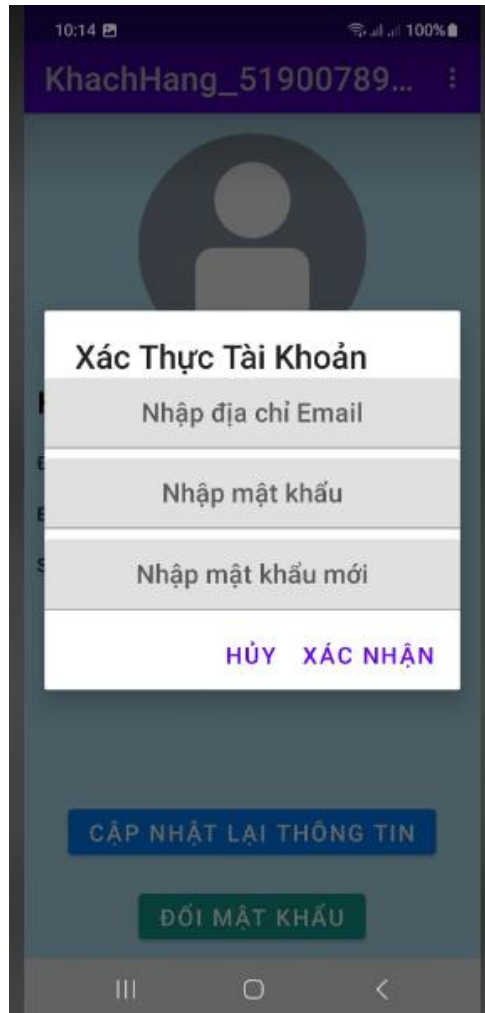 10:14
100%
KhachHang_51900789...
Xác Thực Tài Khoản
Nhập địa chỉ Email
Nhập mật khẩu
Nhập mật khẩu mới
HỦY XÁC NHẬN
CẬP NHẬT LẠI THÔNG TIN
ĐỔI MẬT KHẨU